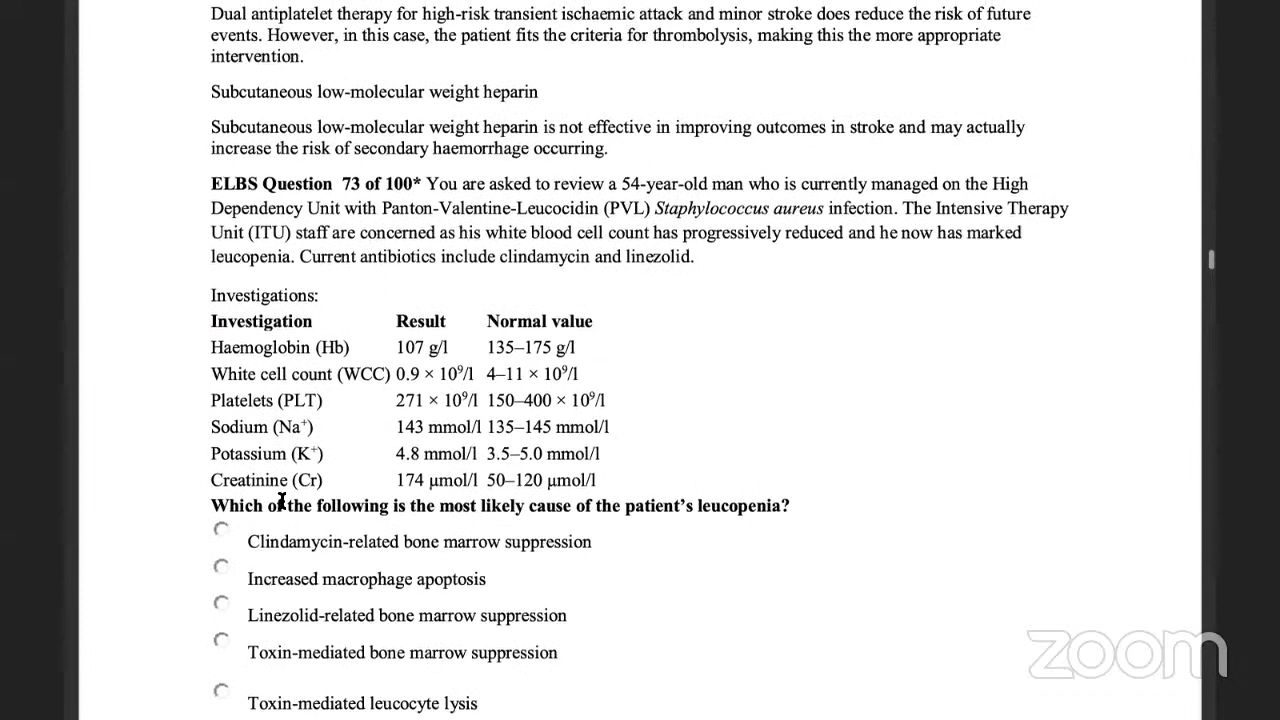 Dual antiplatelet therapy for high-risk transient ischaemic attack and minor stroke does reduce the risk of future
events. However, in this case, the patient fits the criteria for thrombolysis, making this the more appropriate
intervention.
Subcutaneous low-molecular weight heparin
Subcutaneous low-molecular weight heparin is not effective in improving outcomes in stroke and may actually
increase the risk of secondary haemorrhage occurring.
ELBS Question 73 of 100* You are asked to review a 54-year-old man who is currently managed on the High
Dependency Unit with Panton-Valentine-Leucocidin (PVL) Staphylococcus aureus infection. The Intensive Therapy
Unit (ITU) staff are concerned as his white blood cell count has progressively reduced and he now has marked
leucopenia. Current antibiotics include clindamycin and linezolid.
Investigations:
Investigation Result Normal value
Haemoglobin (Hb) 107 g/l 135–175 g/l
White cell count (WCC) 0.9 × 10⁹/l 4–11 × 10⁹/l
Platelets (PLT) 271 × 10⁹/l 150–400 × 10⁹/l
Sodium (Na⁺) 143 mmol/l 135–145 mmol/l
Potassium (K⁺) 4.8 mmol/l 3.5–5.0 mmol/l
Creatinine (Cr) 174 µmol/l 50–120 µmol/l
Which of the following is the most likely cause of the patient’s leucopenia?
Clindamycin-related bone marrow suppression
Increased macrophage apoptosis
Linezolid-related bone marrow suppression
Toxin-mediated bone marrow suppression
Toxin-mediated leucocyte lysis
zoom